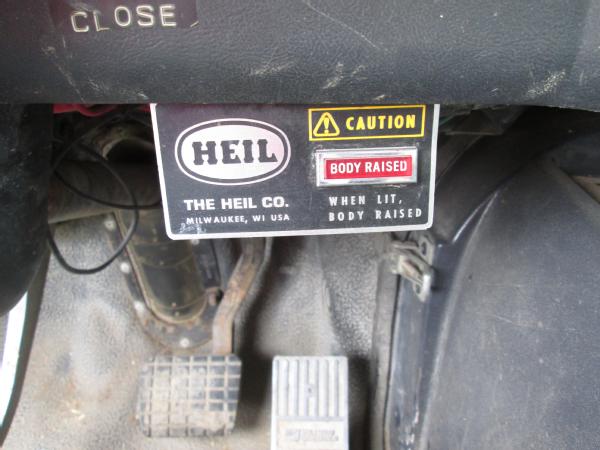 CLOSE
HEIL
THE HEIL CO.
MILWAUKEE, WI USA
CAUTION
BODY RAISED
WHEN LIT,
BODY RAISED